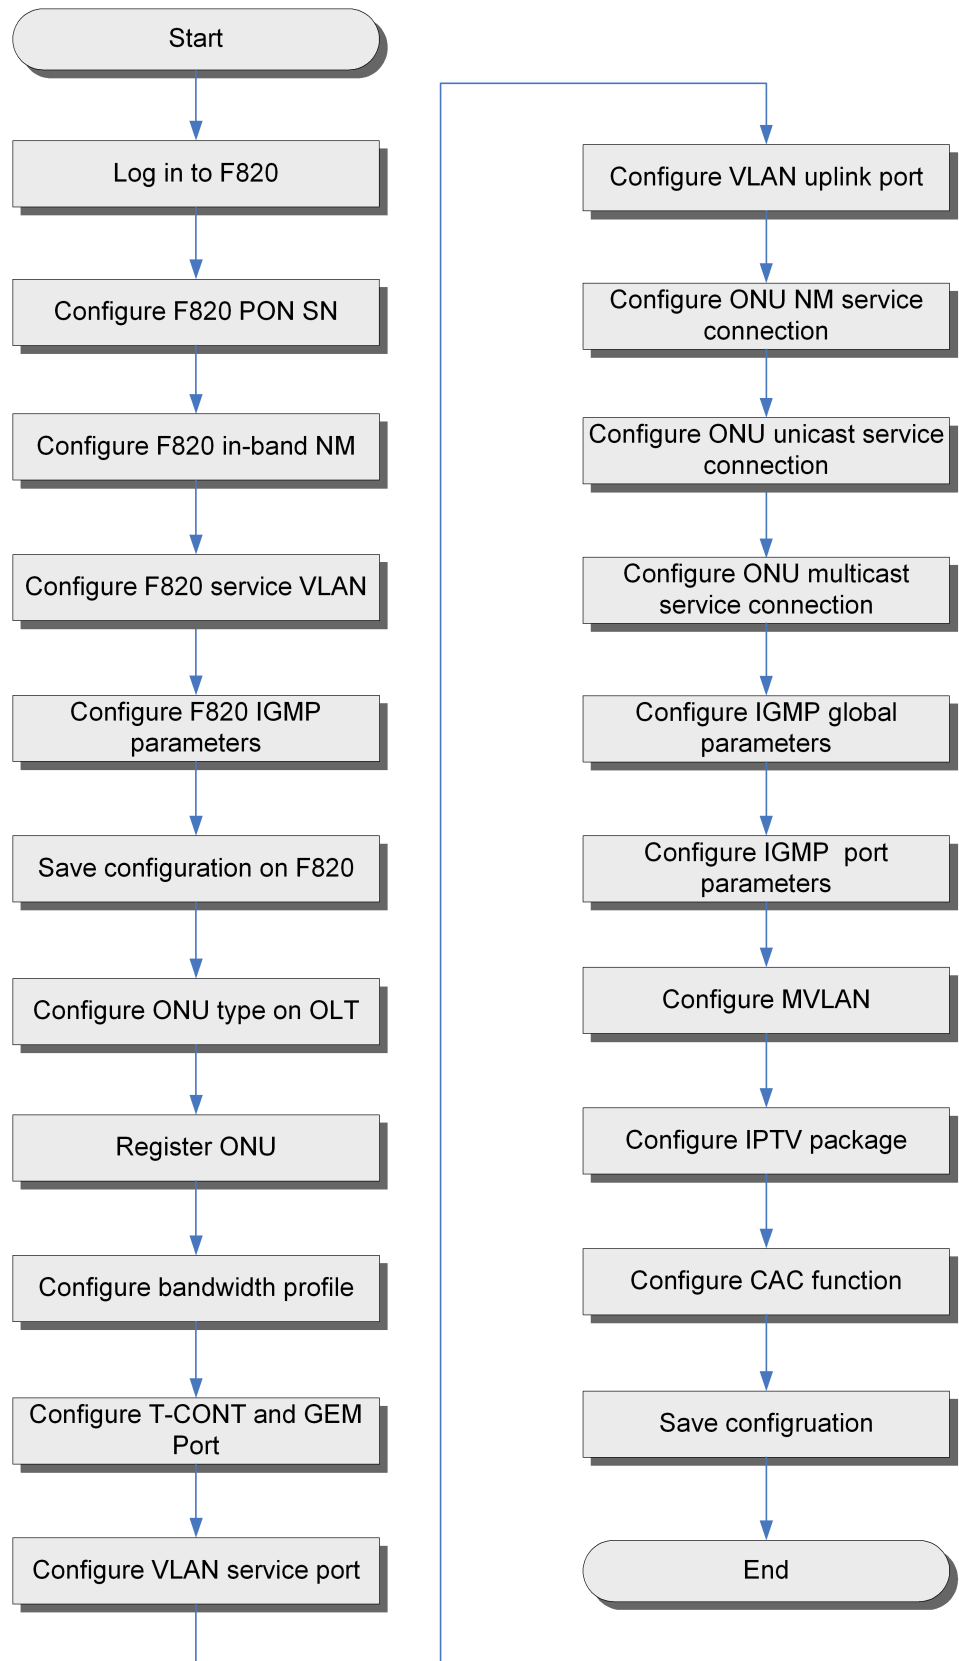 Start
Log in to F820
Configure F820 PON SN
Configure F820 in-band NM
Configure F820 service VLAN
Configure F820 IGMP
parameters
Save configuration on F820
Configure ONU type on OLT
Register ONU
Configure bandwidth profile
Configure T-CONT and GEM
Port
Configure VLAN service port
Configure VLAN uplink port
Configure ONU NM service
connection
Configure ONU unicast service
connection
Configure ONU multicast
service connection
Configure IGMP global
parameters
Configure IGMP  port
parameters
Configure MVLAN
Configure IPTV package
Configure CAC function
Save configruation
End